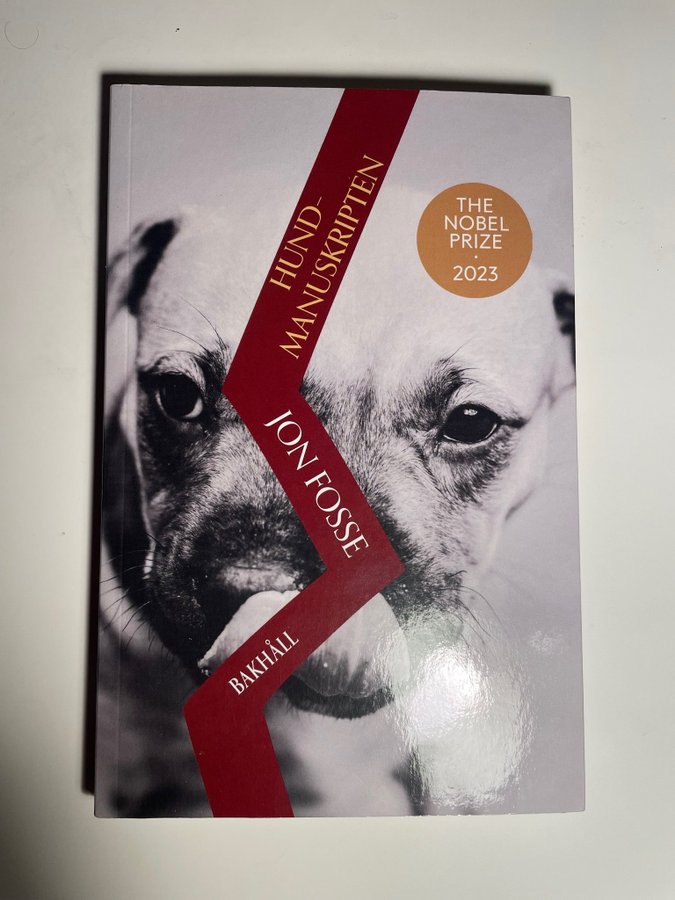 HUND-
MANUSKRIPTEN
THE
NOBEL
PRIZE
·
2023
JON FOSSE
BAKHÅLL